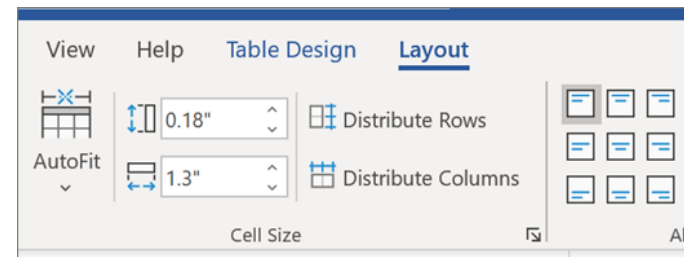 View Help Table Design Layout
AutoFit
0.18"
1.3"
Distribute Rows
Distribute Columns
Cell Size